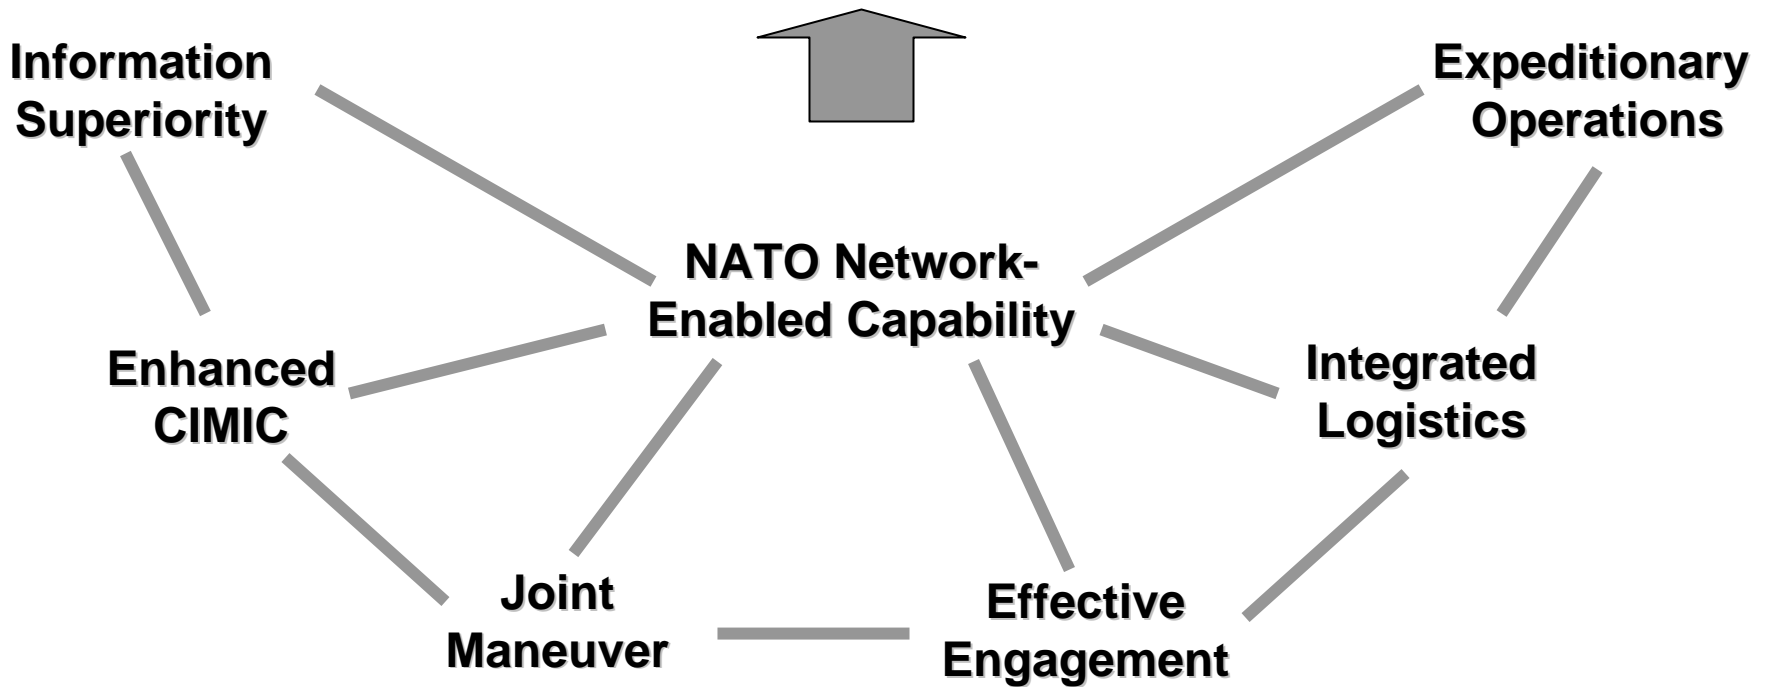 Information
Superiority
Expeditionary
Operations
NATO Network-
Enabled Capability
Enhanced
CIMIC
Integrated
Logistics
Joint
Maneuver
Effective
Engagement